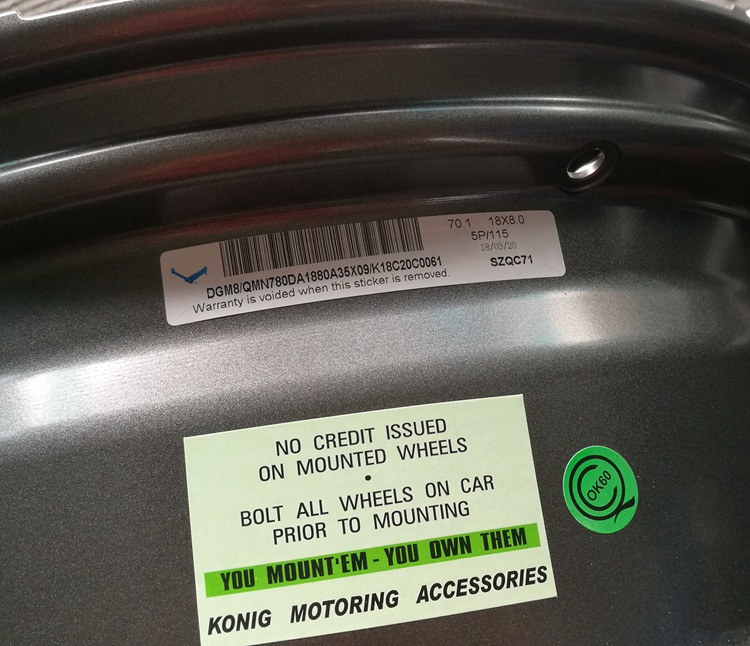 70.1 18X8.0
5P/115
18/03/20
DGM8/QMN780DA1880A35X09/K18C20C0061 SZQC71
Warranty is voided when this sticker is removed.
NO CREDIT ISSUED
ON MOUNTED WHEELS
•
BOLT ALL WHEELS ON CAR
PRIOR TO MOUNTING
YOU MOUNT'EM - YOU OWN THEM
KONIG MOTORING ACCESSORIES
OK60